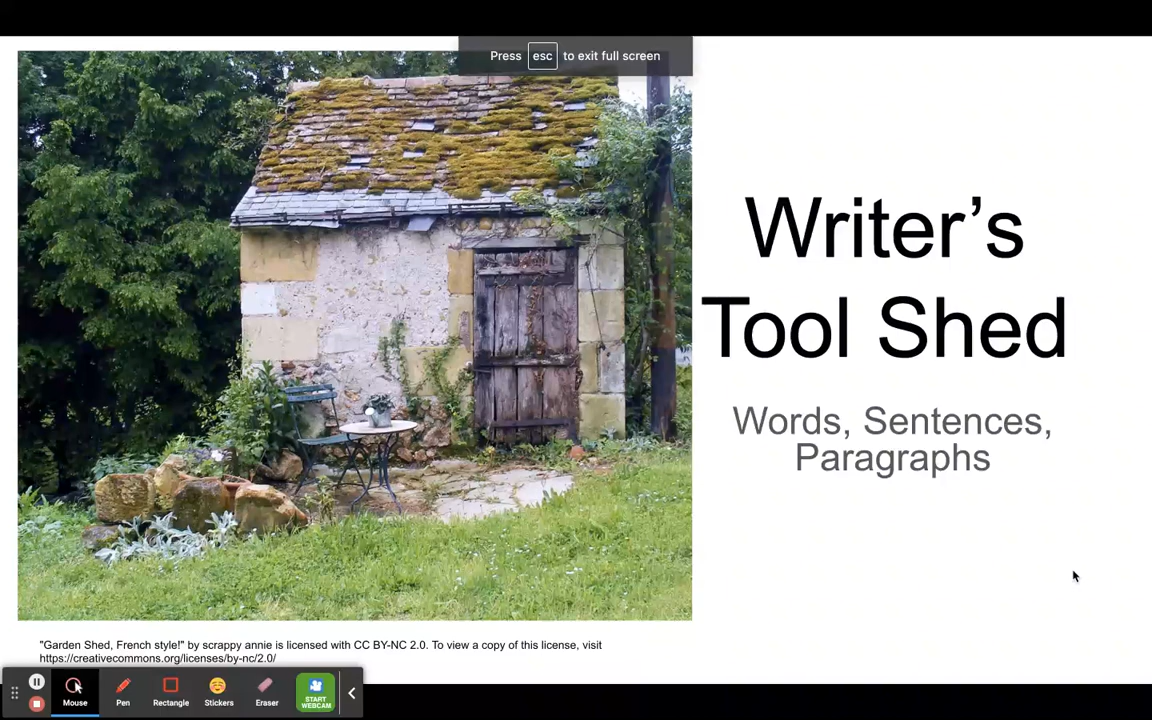 Press esc to exit full screen
Writer’s
Tool Shed
Words, Sentences,
Paragraphs
"Garden Shed, French style!" by scrappy annie is licensed with CC BY-NC 2.0. To view a copy of this license, visit
https://creativecommons.org/licenses/by-nc/2.0/
Mouse
Pen
Rectangle
Stickers
Eraser
START
WEBCAM